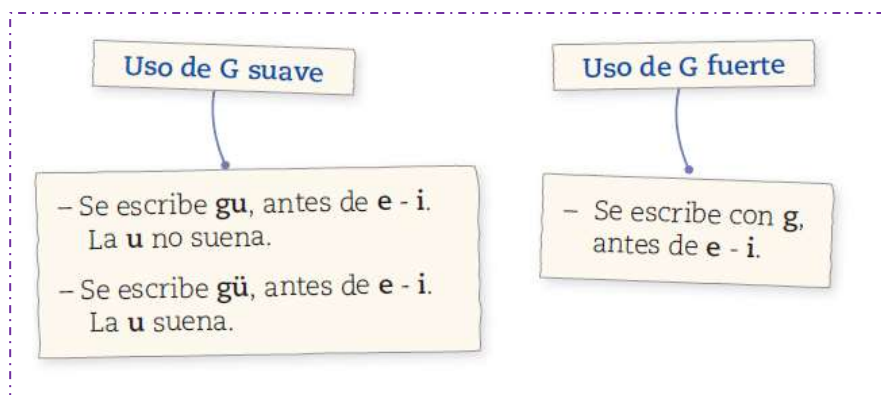 Uso de G suave
– Se escribe gu, antes de e - i.
La u no suena.
– Se escribe gü, antes de e - i.
La u suena.
Uso de G fuerte
– Se escribe con g,
antes de e - i.